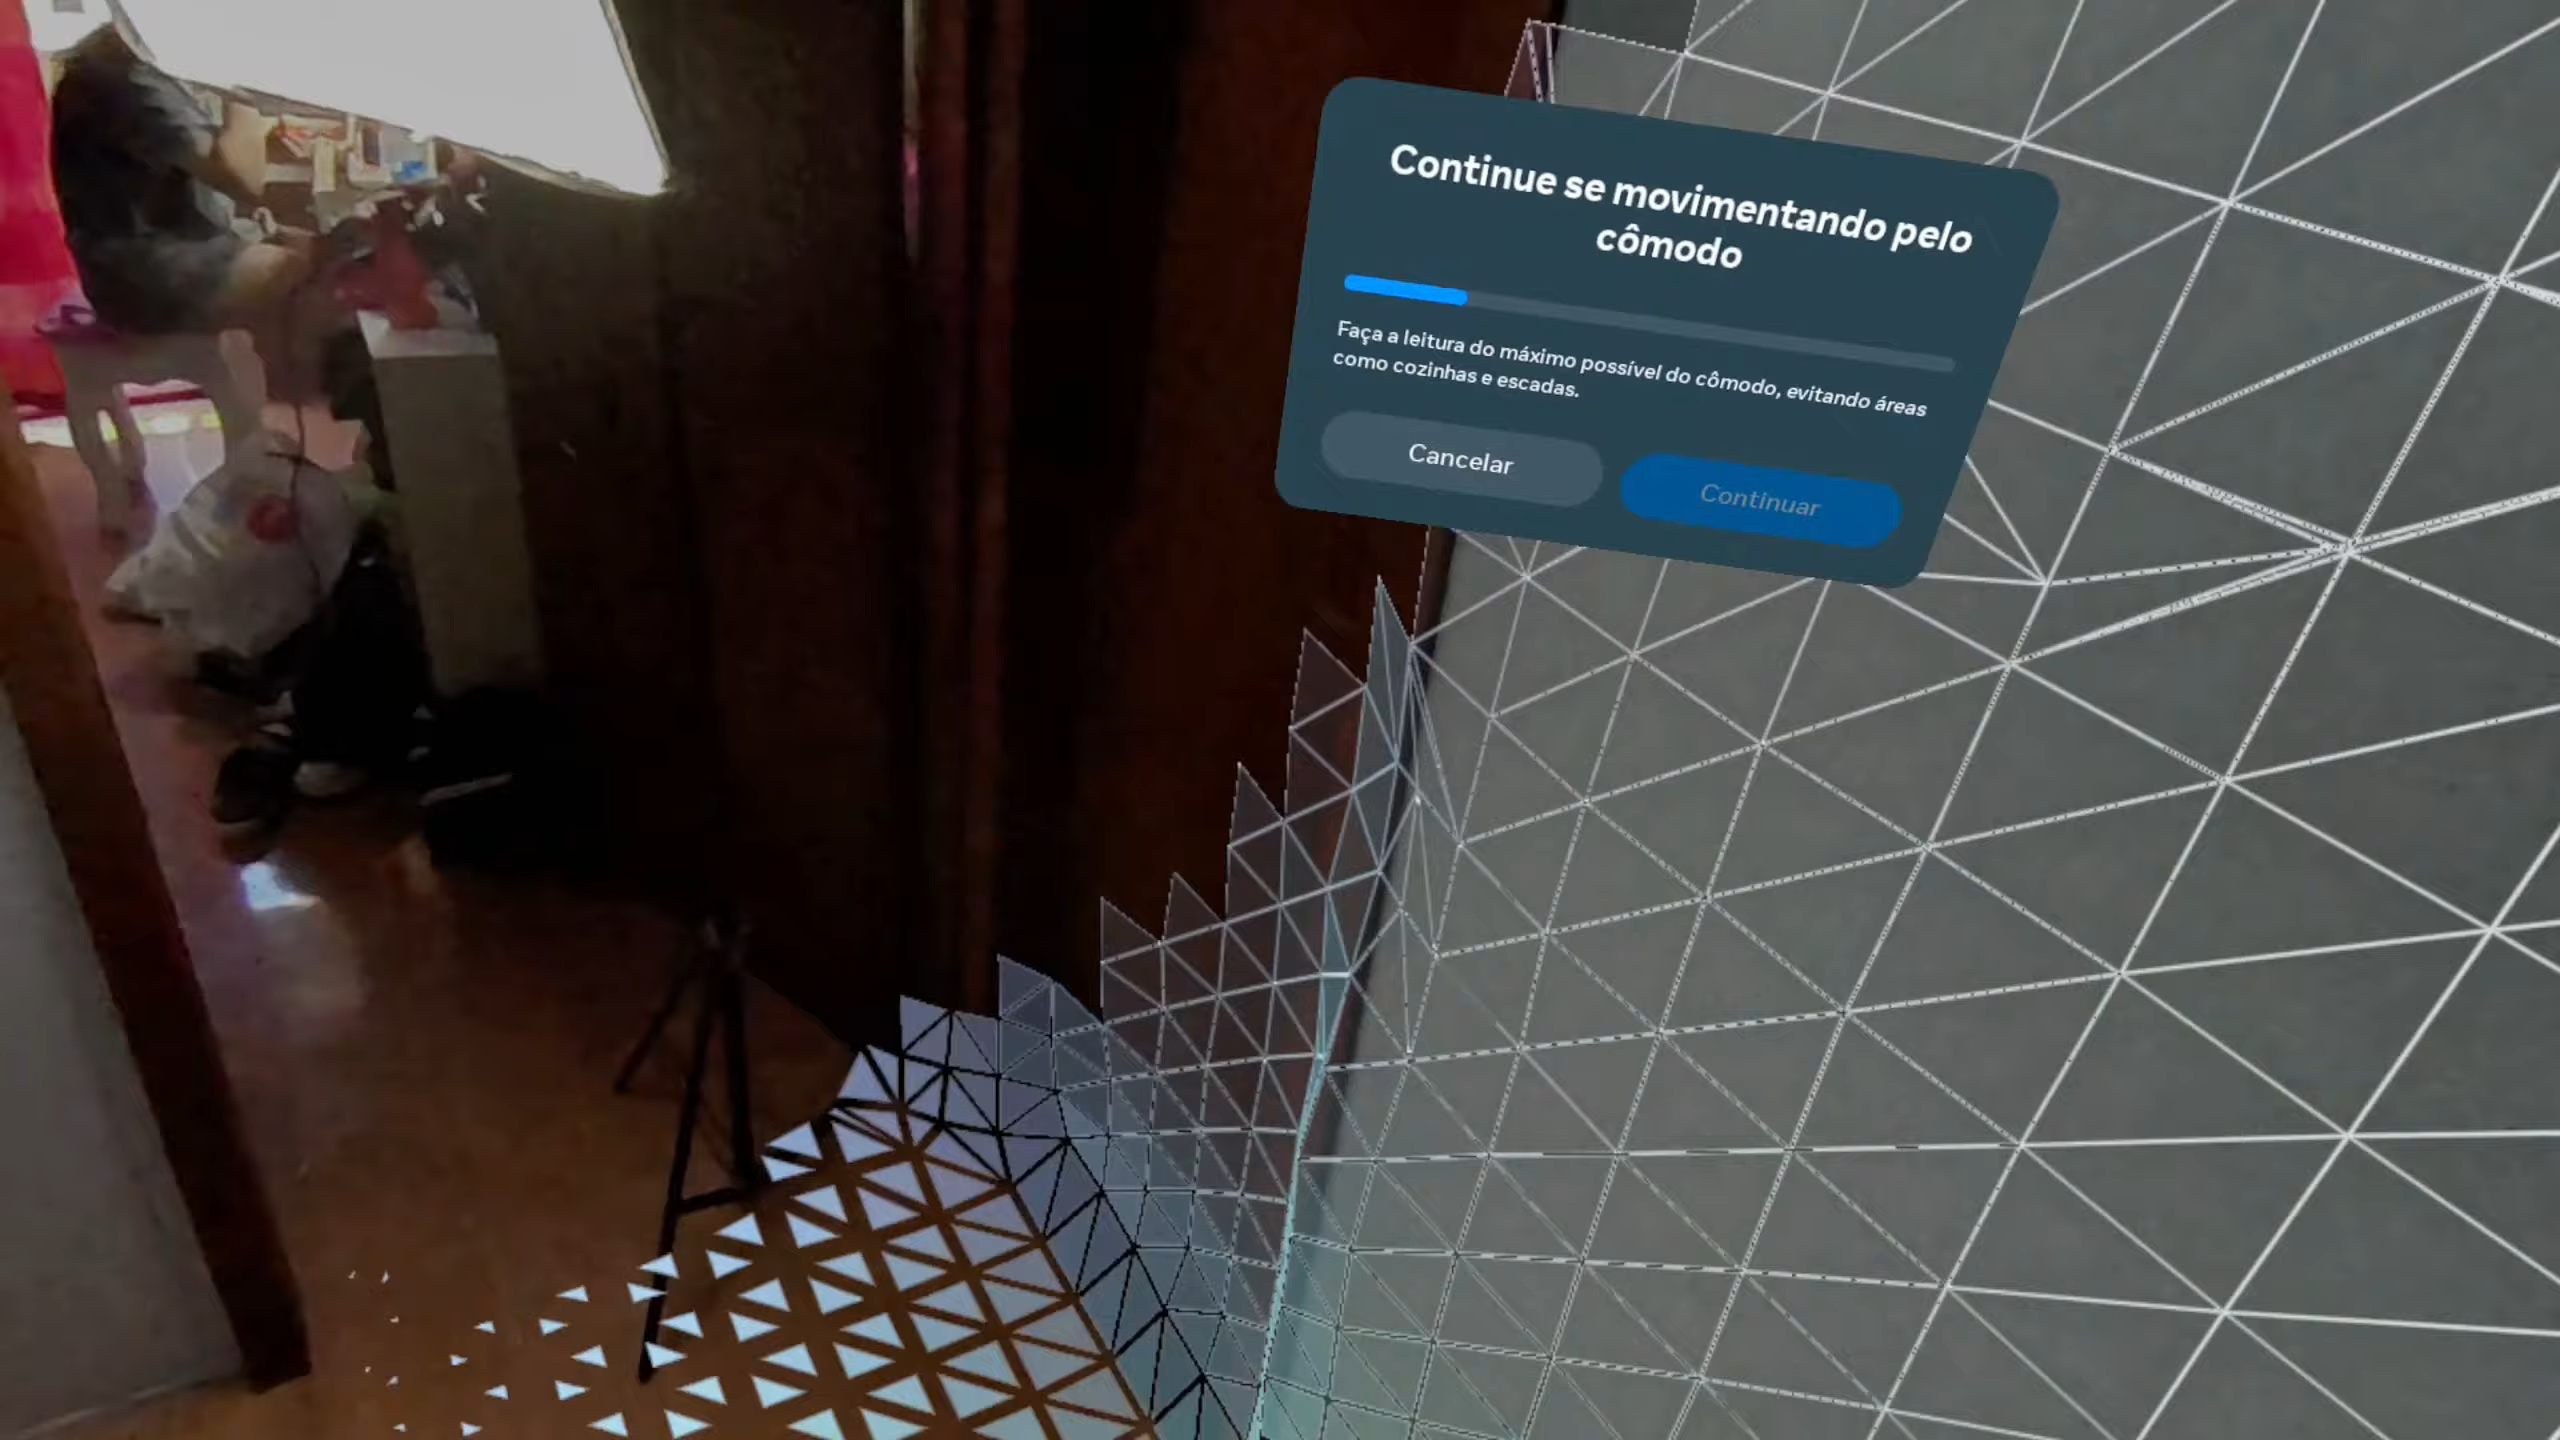 Continue se movimentando pelo
cômodo
Faça a leitura do máximo possível do cômodo, evitando áreas
como cozinhas e escadas.
Cancelar
Continuar